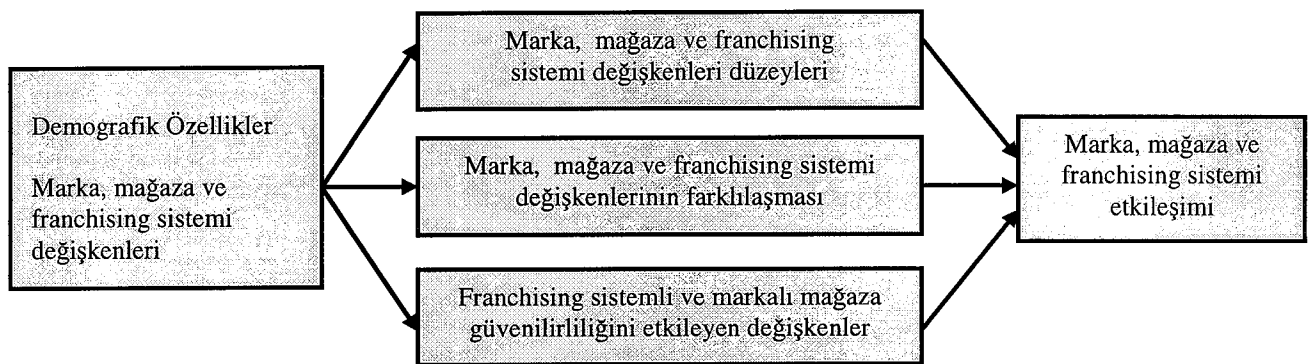 Demografik Özellikler
Marka, mağaza ve
franchising sistemi
değişkenleri
Marka, mağaza ve franchising
sistemi değişkenleri düzeyleri
Marka, mağaza ve franchising sistemi
değişkenlerinin farklılaşması
Franchising sistemli ve markalı mağaza
güvenilirliliğini etkileyen değişkenler
Marka, mağaza ve
franchising sistemi
etkileşimi